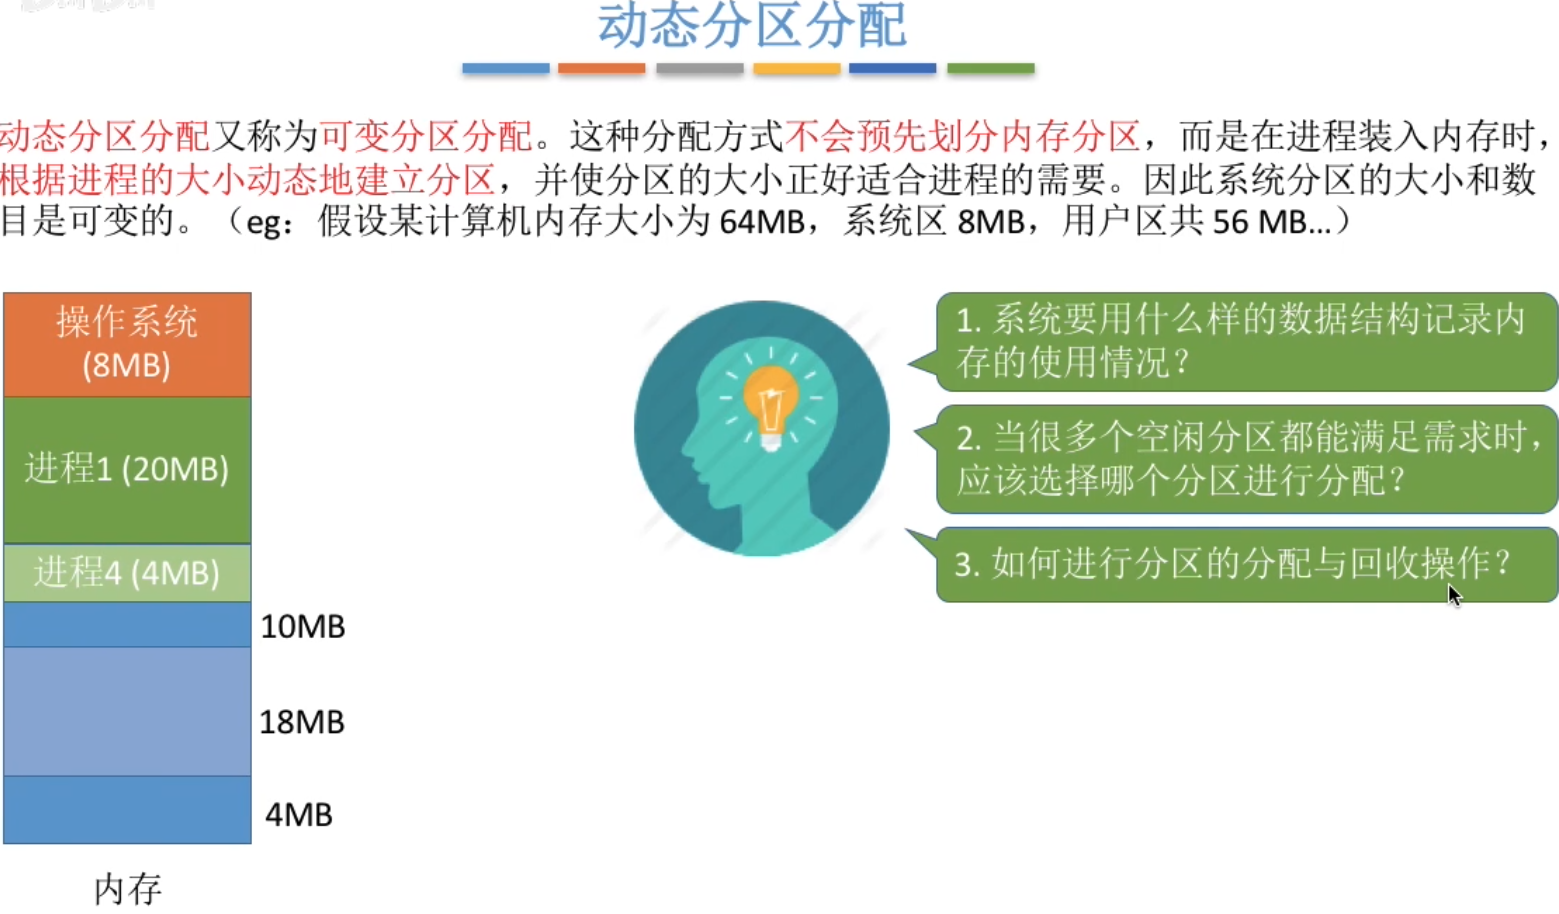 动态分区分配
动态分区分配又称为可变分区分配。这种分配方式不会预先划分内存分区，而是在进程装入内存时，
根据进程的大小动态地建立分区，并使分区的大小正好适合进程的需要。因此系统分区的大小和数
目是可变的。（eg：假设某计算机内存大小为 64MB，系统区 8MB，用户区共 56 MB...）
操作系统
(8MB)
进程1 (20MB)
进程4 (4MB)
10MB
18MB
4MB
内存
1. 系统要用什么样的数据结构记录内
存的使用情况？
2. 当很多个空闲分区都能满足需求时，
应该选择哪个分区进行分配？
3. 如何进行分区的分配与回收操作？